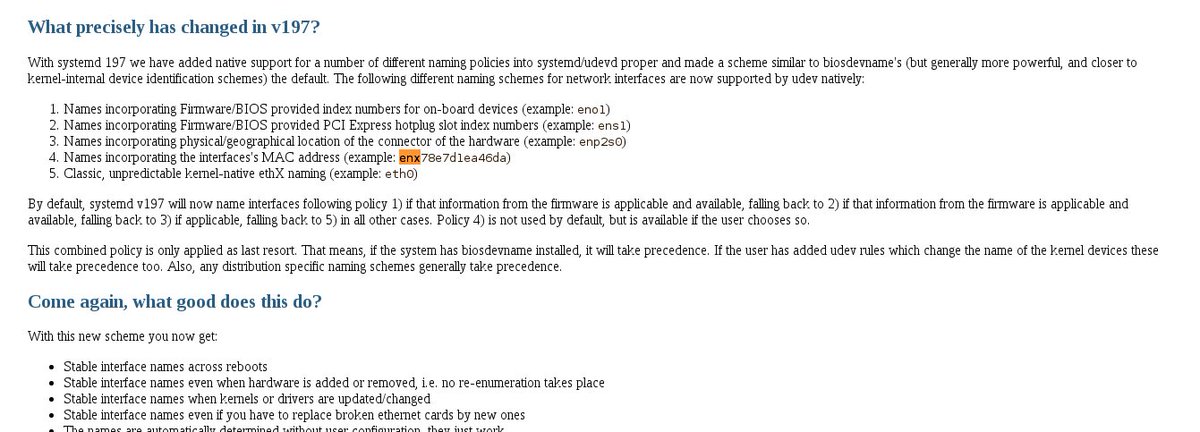 What precisely has changed in v197?
With systemd 197 we have added native support for a number of different naming policies into systemd/udevd proper and made a scheme similar to biosdevname's (but generally more powerful, and closer to
kernel-internal device identification schemes) the default. The following different naming schemes for network interfaces are now supported by udev natively:
1. Names incorporating Firmware/BIOS provided index numbers for on-board devices (example: eno1)
2. Names incorporating Firmware/BIOS provided PCI Express hotplug slot index numbers (example: ens1)
3. Names incorporating physical/geographical location of the connector of the hardware (example: enp2s0)
4. Names incorporating the interfaces's MAC address (example: enx78e7d1ea46da)
5. Classic, unpredictable kernel-native ethX naming (example: eth0)
By default, systemd v197 will now name interfaces following policy 1) if that information from the firmware is applicable and available, falling back to 2) if that information from the firmware is applicable and
available, falling back to 3) if applicable, falling back to 5) in all other cases. Policy 4) is not used by default, but is available if the user chooses so.
This combined policy is only applied as last resort. That means, if the system has biosdevname installed, it will take precedence. If the user has added udev rules which change the name of the kernel devices these
will take precedence too. Also, any distribution specific naming schemes generally take precedence.
Come again, what good does this do?
With this new scheme you now get:
• Stable interface names across reboots
• Stable interface names even when hardware is added or removed, i.e. no re-enumeration takes place
• Stable interface names when kernels or drivers are updated/changed
• Stable interface names even if you have to replace broken ethernet cards by new ones
• The names are automatically determined without user configuration, they just work